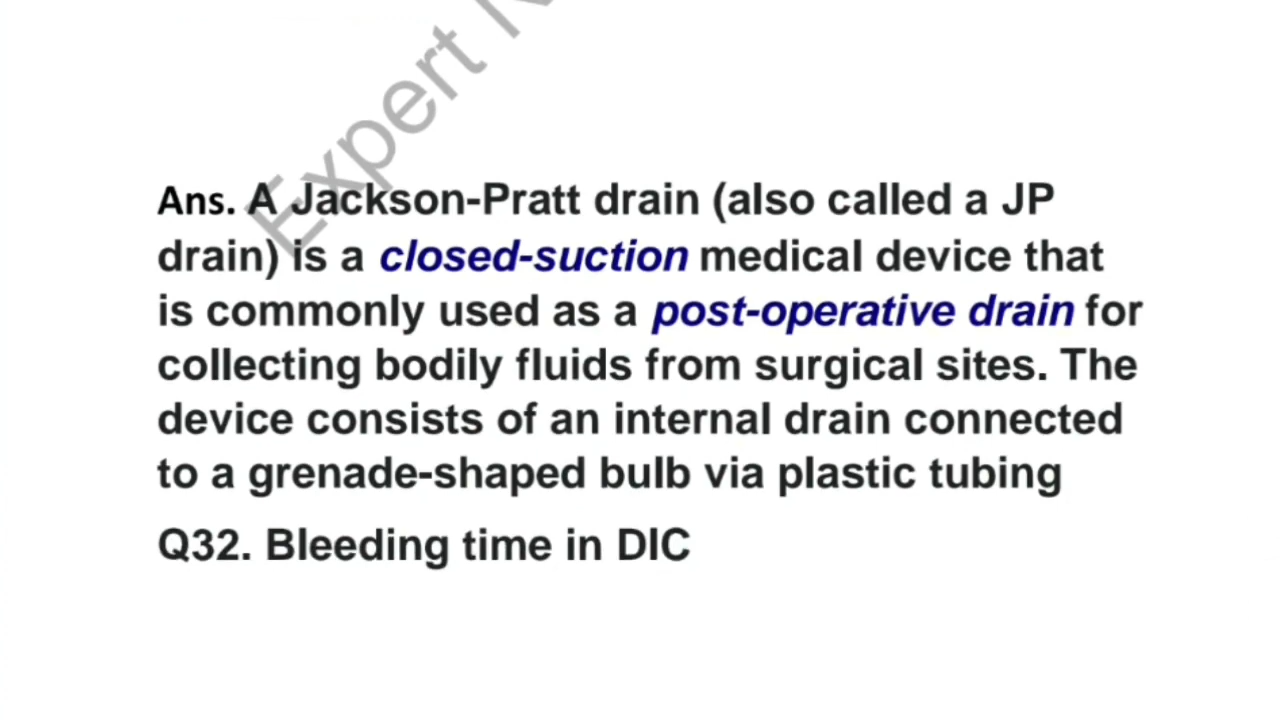 Expert
Ans. A Jackson-Pratt drain (also called a JP
drain) is a closed-suction medical device that
is commonly used as a post-operative drain for
collecting bodily fluids from surgical sites. The
device consists of an internal drain connected
to a grenade-shaped bulb via plastic tubing
Q32. Bleeding time in DIC